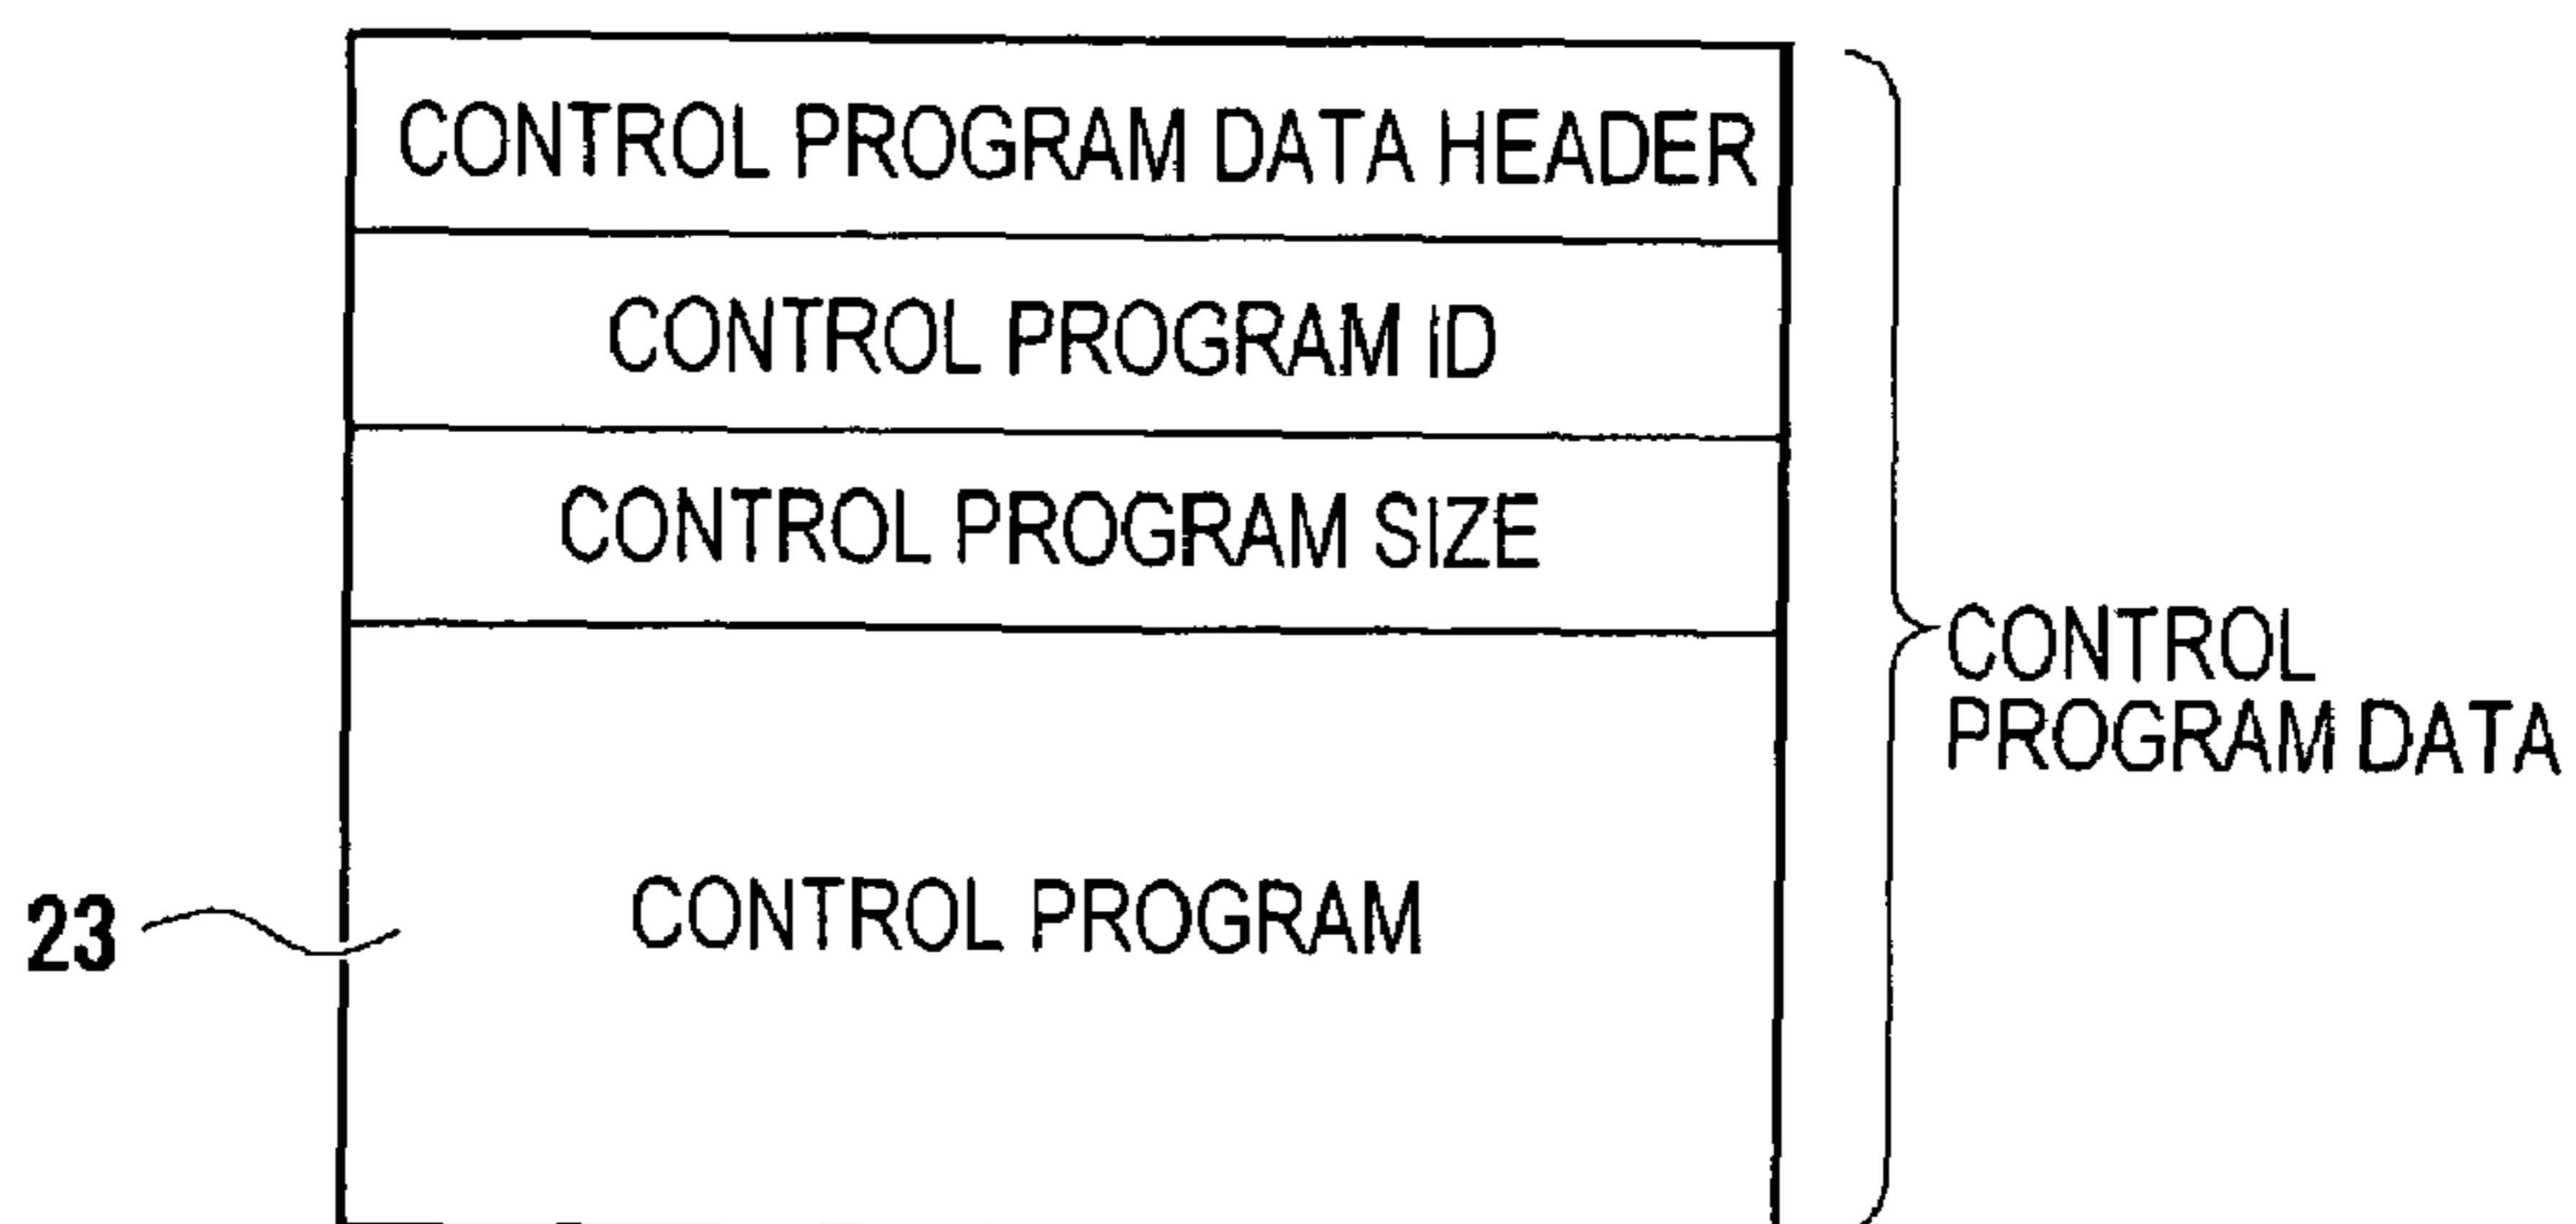 CONTROL PROGRAM DATA HEADER
CONTROL PROGRAM ID
CONTROL PROGRAM SIZE
CONTROL
PROGRAM DATA
23
CONTROL PROGRAM